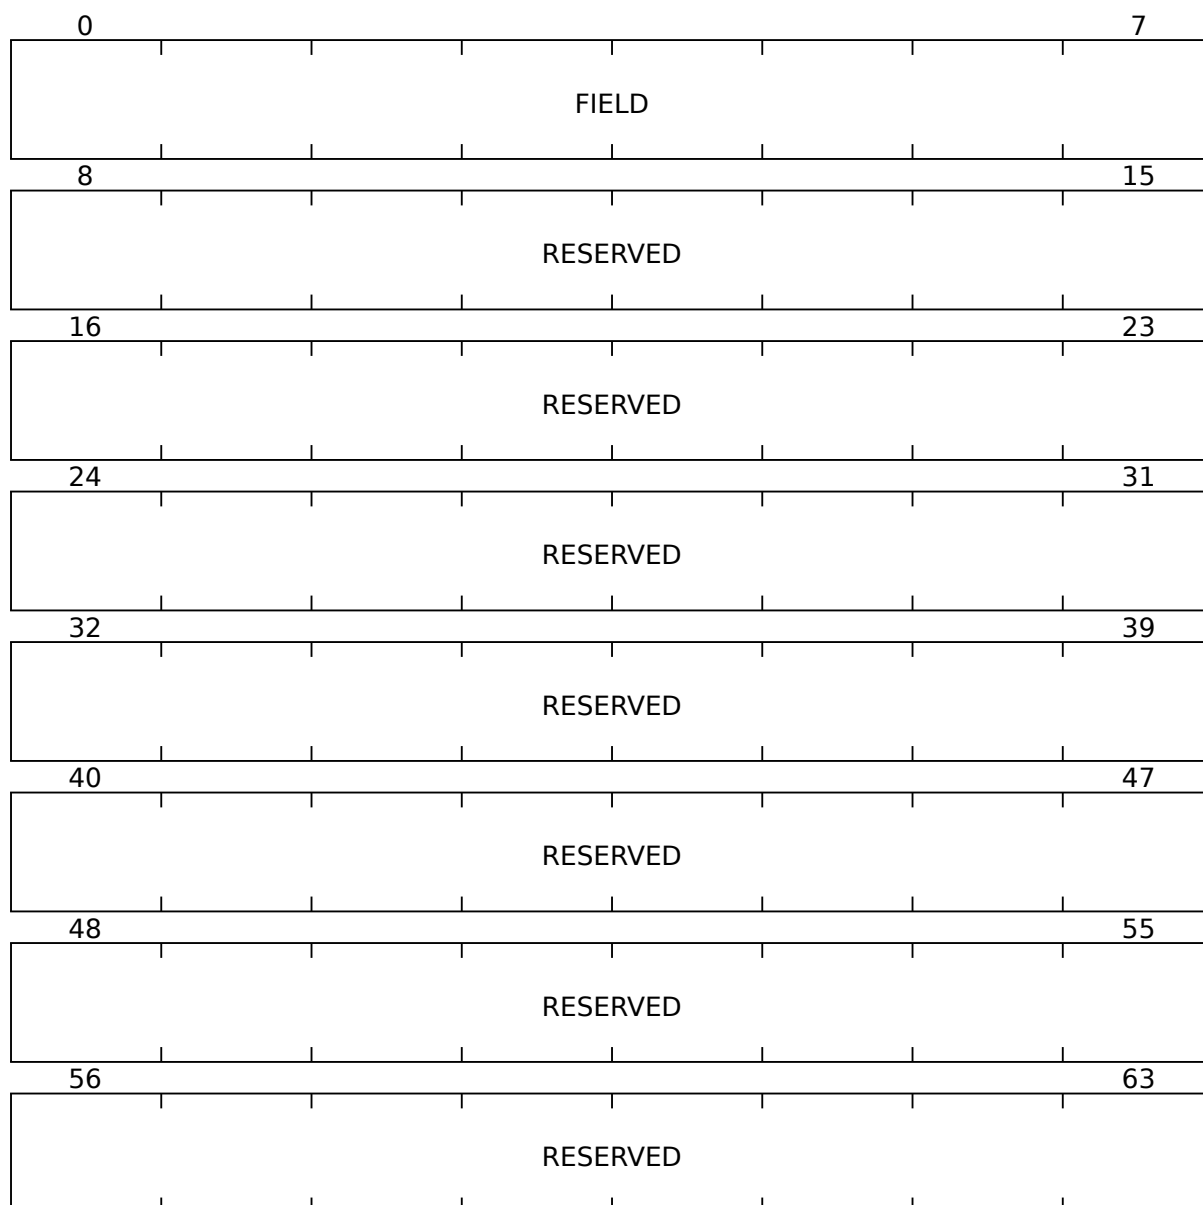 0 7
FIELD
8 15
RESERVED
16 23
RESERVED
24 31
RESERVED
32 39
RESERVED
40 47
RESERVED
48 55
RESERVED
56 63
RESERVED